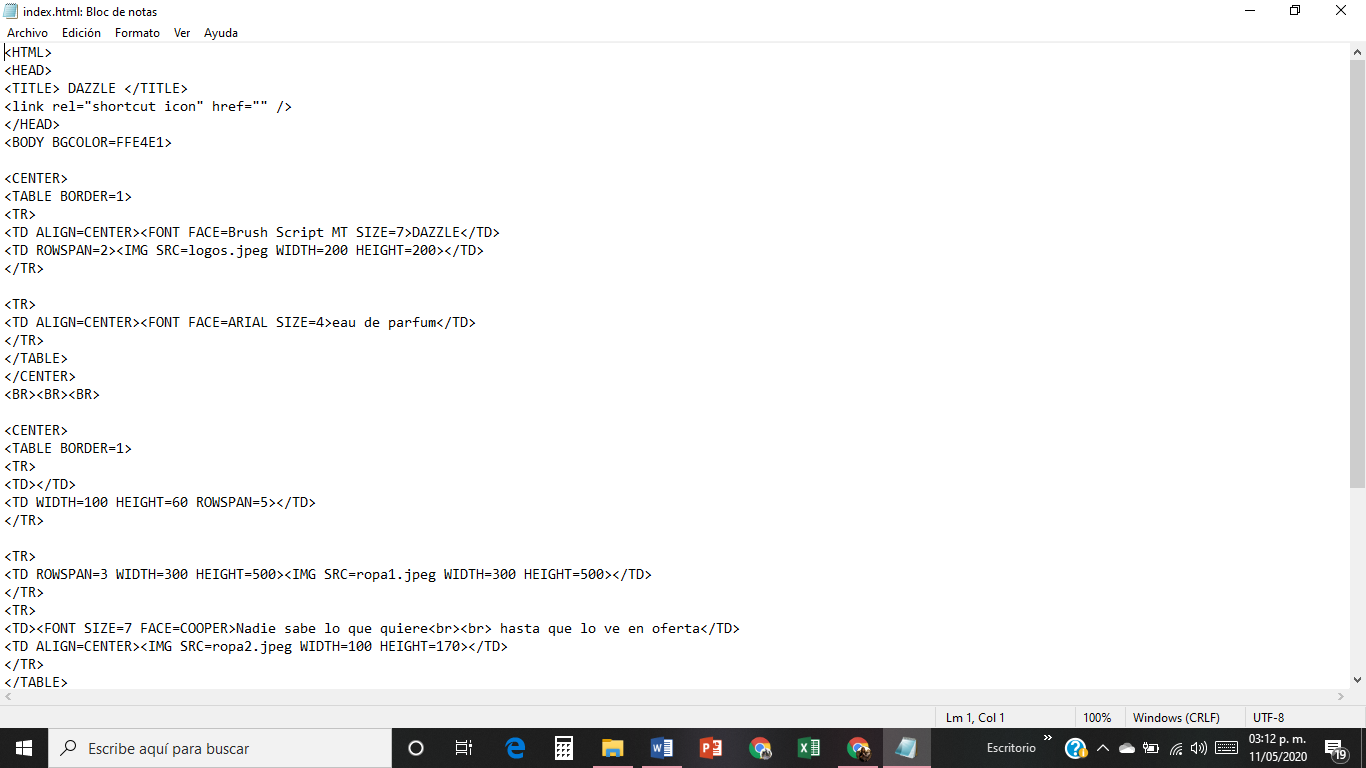 index.html: Bloc de notas
Archivo Edición Formato Ver Ayuda
<HTML>
<HEAD>
<TITLE> DAZZLE </TITLE>
<link rel="shortcut icon" href="" />
</HEAD>
<BODY BGCOLOR=FFE4E1>
<CENTER>
<TABLE BORDER=1>
<TR>
<TD ALIGN=CENTER><FONT FACE=Brush Script MT SIZE=7>DAZZLE</TD>
<TD ROWSPAN=2><IMG SRC=logos.jpeg WIDTH=200 HEIGHT=200></TD>
</TR>
<TR>
<TD ALIGN=CENTER><FONT FACE=ARIAL SIZE=4>eau de parfum</TD>
</TR>
</TABLE>
</CENTER>
<BR><BR><BR>
<CENTER>
<TABLE BORDER=1>
<TR>
<TD></TD>
<TD WIDTH=100 HEIGHT=60 ROWSPAN=5></TD>
</TR>
<TR>
<TD ROWSPAN=3 WIDTH=300 HEIGHT=500><IMG SRC=ropa1.jpeg WIDTH=300 HEIGHT=500></TD>
</TR>
<TR>
<TD><FONT SIZE=7 FACE=COOPER>Nadie sabe lo que quiere<br><br> hasta que lo ve en oferta</TD>
<TD ALIGN=CENTER><IMG SRC=ropa2.jpeg WIDTH=100 HEIGHT=170></TD>
</TR>
</TABLE>
Lm 1, Col 1 100% Windows (CRLF) UTF-8
Escribe aquí para buscar
Escritorio
03:12 p. m.
11/05/2020
19